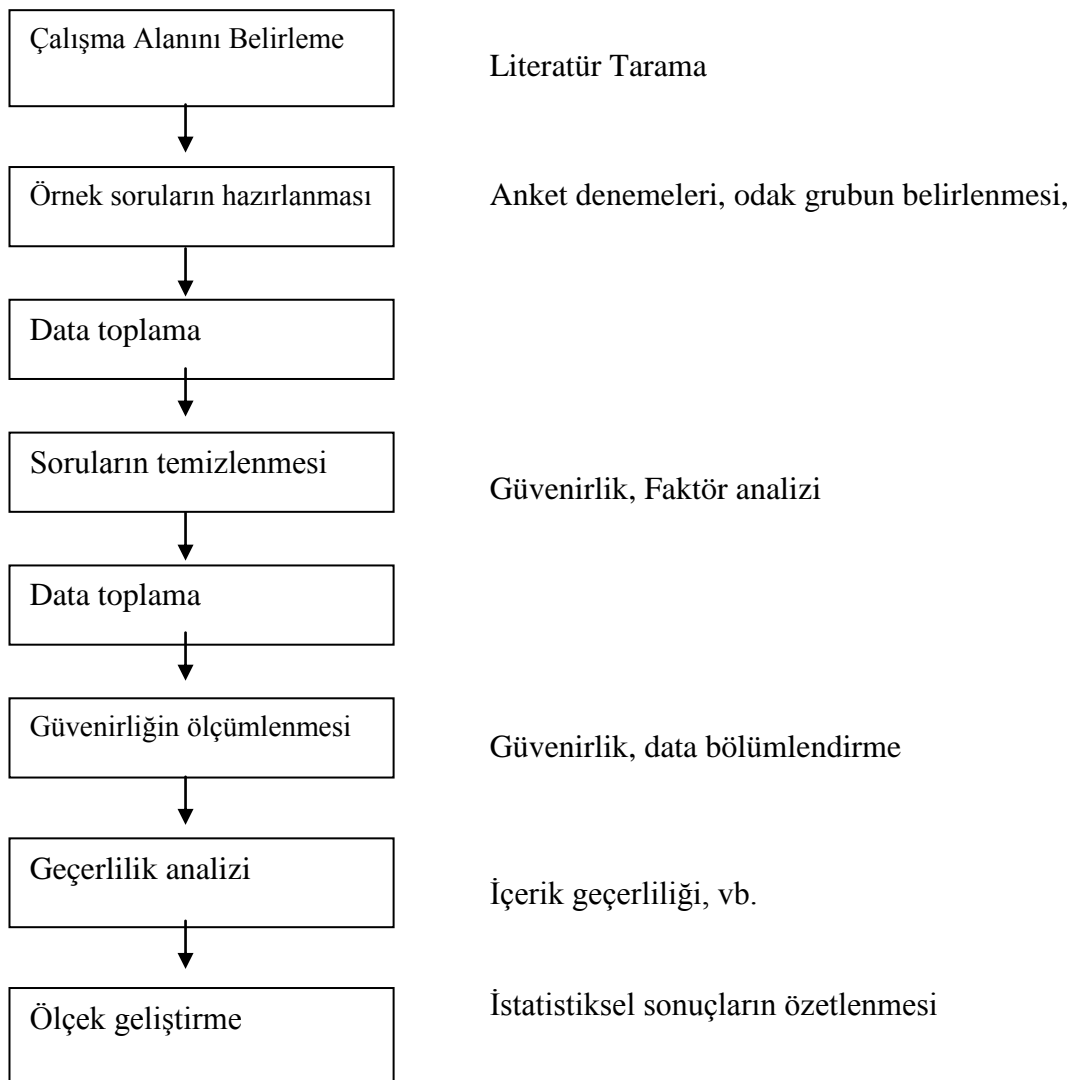 Çalışma Alanını Belirleme
Literatür Tarama
Örnek soruların hazırlanması
Anket denemeleri, odak grubun belirlenmesi,
Data toplama
Soruların temizlenmesi
Güvenirlik, Faktör analizi
Data toplama
Güvenirliğin ölçümlenmesi
Güvenirlik, data bölümlendirme
Geçerlilik analizi
İçerik geçerliliği, vb.
Ölçek geliştirme
İstatistiksel sonuçların özetlenmesi